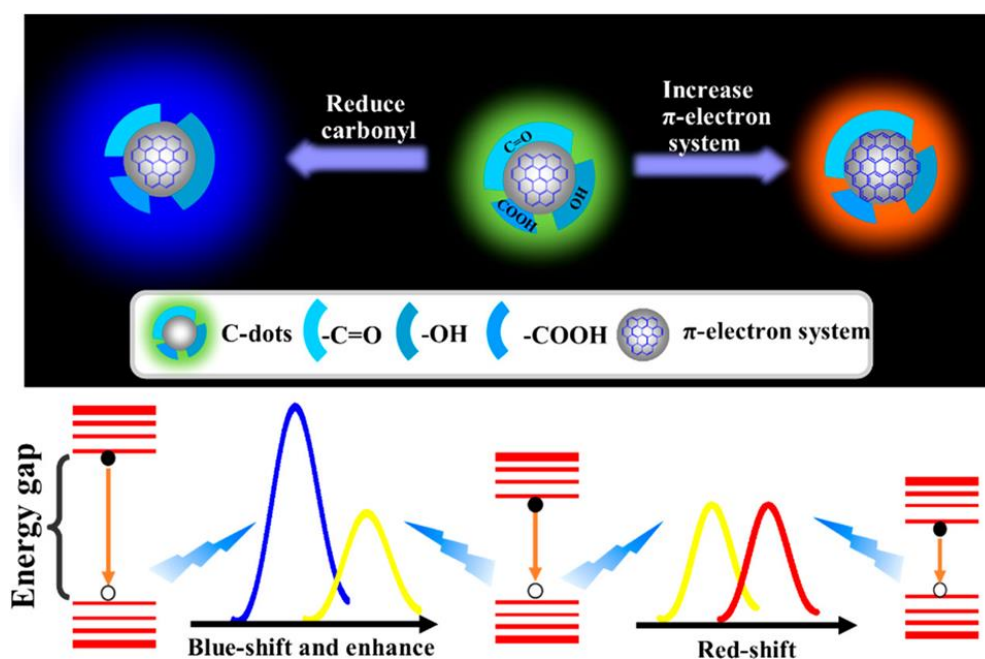 Reduce
carbonyl
Increase
π-electron
system
C=O
COOH
OH
C-dots
-C=O
-OH
-COOH
π-electron system
Energy gap
Blue-shift and enhance
Red-shift